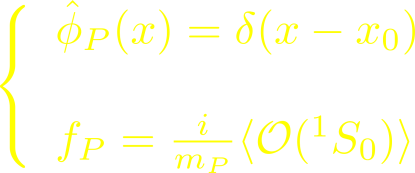 $\hat{\phi}_P(x) = \delta(x - x_0)$
$f_P = \frac{i}{m_P} \langle \mathcal{O}(^1S_0) \rangle$